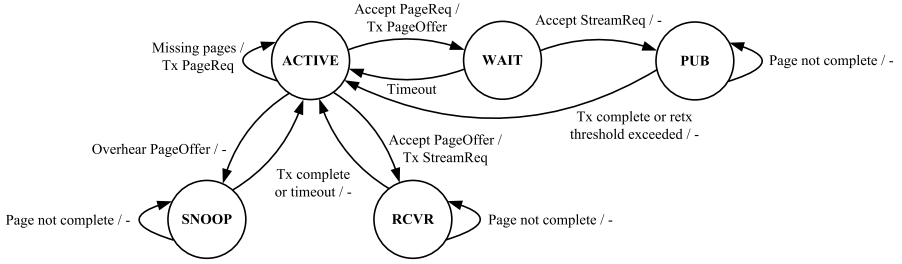 Accept PageReq /
Tx PageOffer
Accept StreamReq / -
Missing pages /
Tx PageReq
ACTIVE
WAIT
PUB
Page not complete / -
Timeout
Tx complete or retx
threshold exceeded / -
Overhear PageOffer / -
Accept PageOffer /
Tx StreamReq
Tx complete
or timeout / -
Page not complete / -
SNOOP
RCVR
Page not complete / -